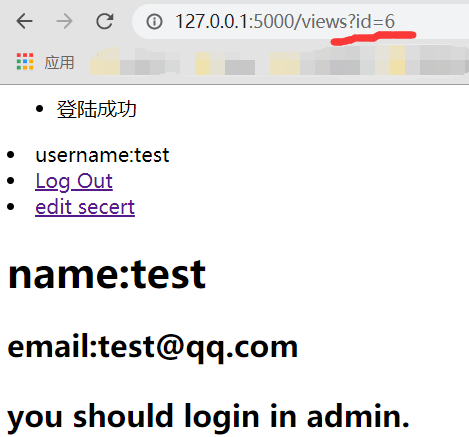 127.0.0.1:5000/views?id=6
应用
登陆成功
username:test
Log Out
edit secert
name:test
email:test@qq.com
you should login in admin.